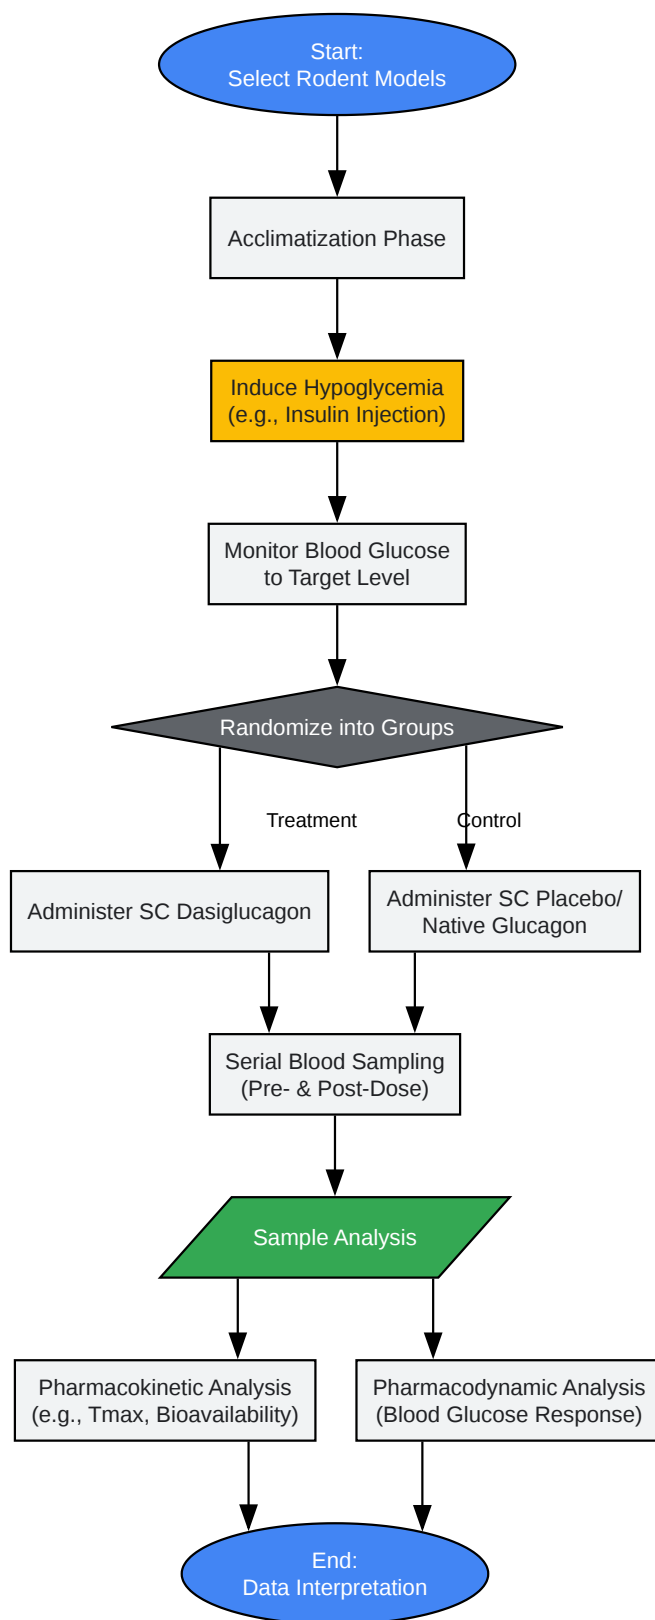 Start:
Select Rodent Models
Acclimatization Phase
Induce Hypoglycemia
(e.g., Insulin Injection)
Monitor Blood Glucose
to Target Level
Randomize into Groups
Treatment
Control
Administer SC Dasiglucagon
Administer SC Placebo/
Native Glucagon
Serial Blood Sampling
(Pre- & Post-Dose)
Sample Analysis
Pharmacokinetic Analysis
(e.g., Tmax, Bioavailability)
Pharmacodynamic Analysis
(Blood Glucose Response)
End:
Data Interpretation